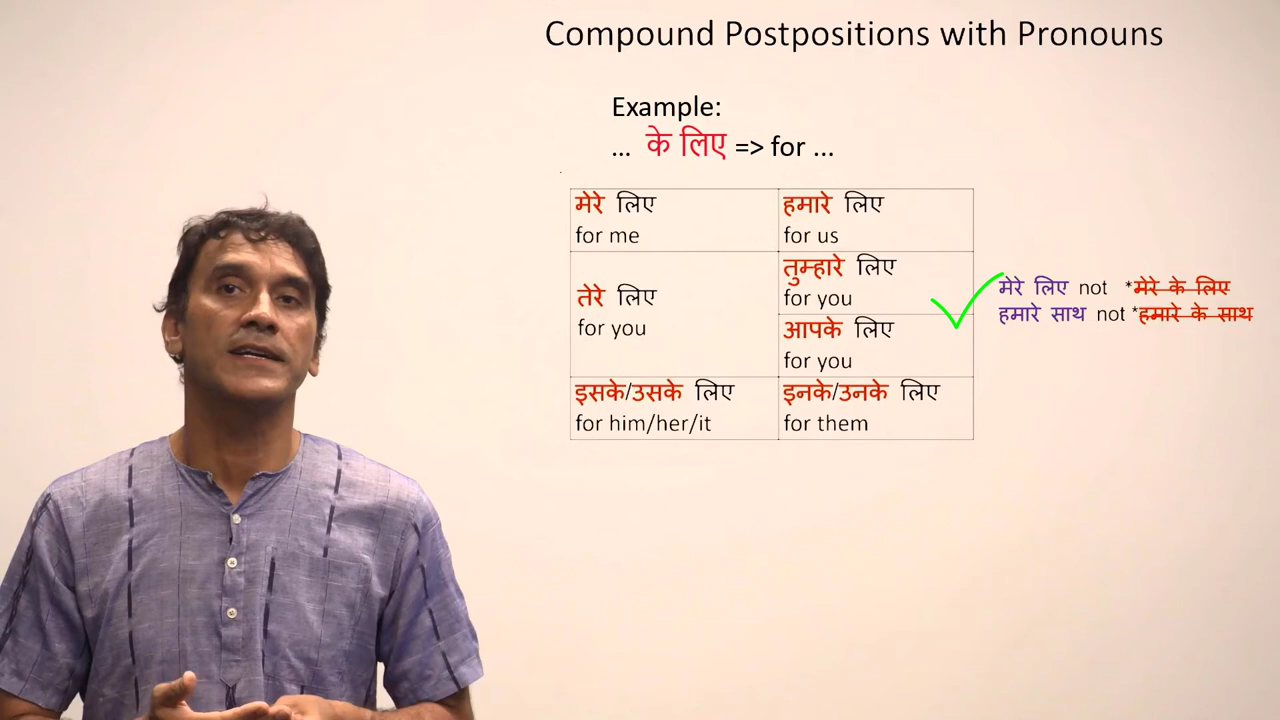 Compound Postpositions with Pronouns
Example:
... के लिए => for ...
मेरे लिए
for me
हमारे लिए
for us
तेरे लिए
for you
तुम्हारे लिए
for you
आपके लिए
for you
इसके/उसके लिए
for him/her/it
इनके/उनके लिए
for them
मेरे लिए not *मेरे के लिए
हमारे साथ not *हमारे के साथ